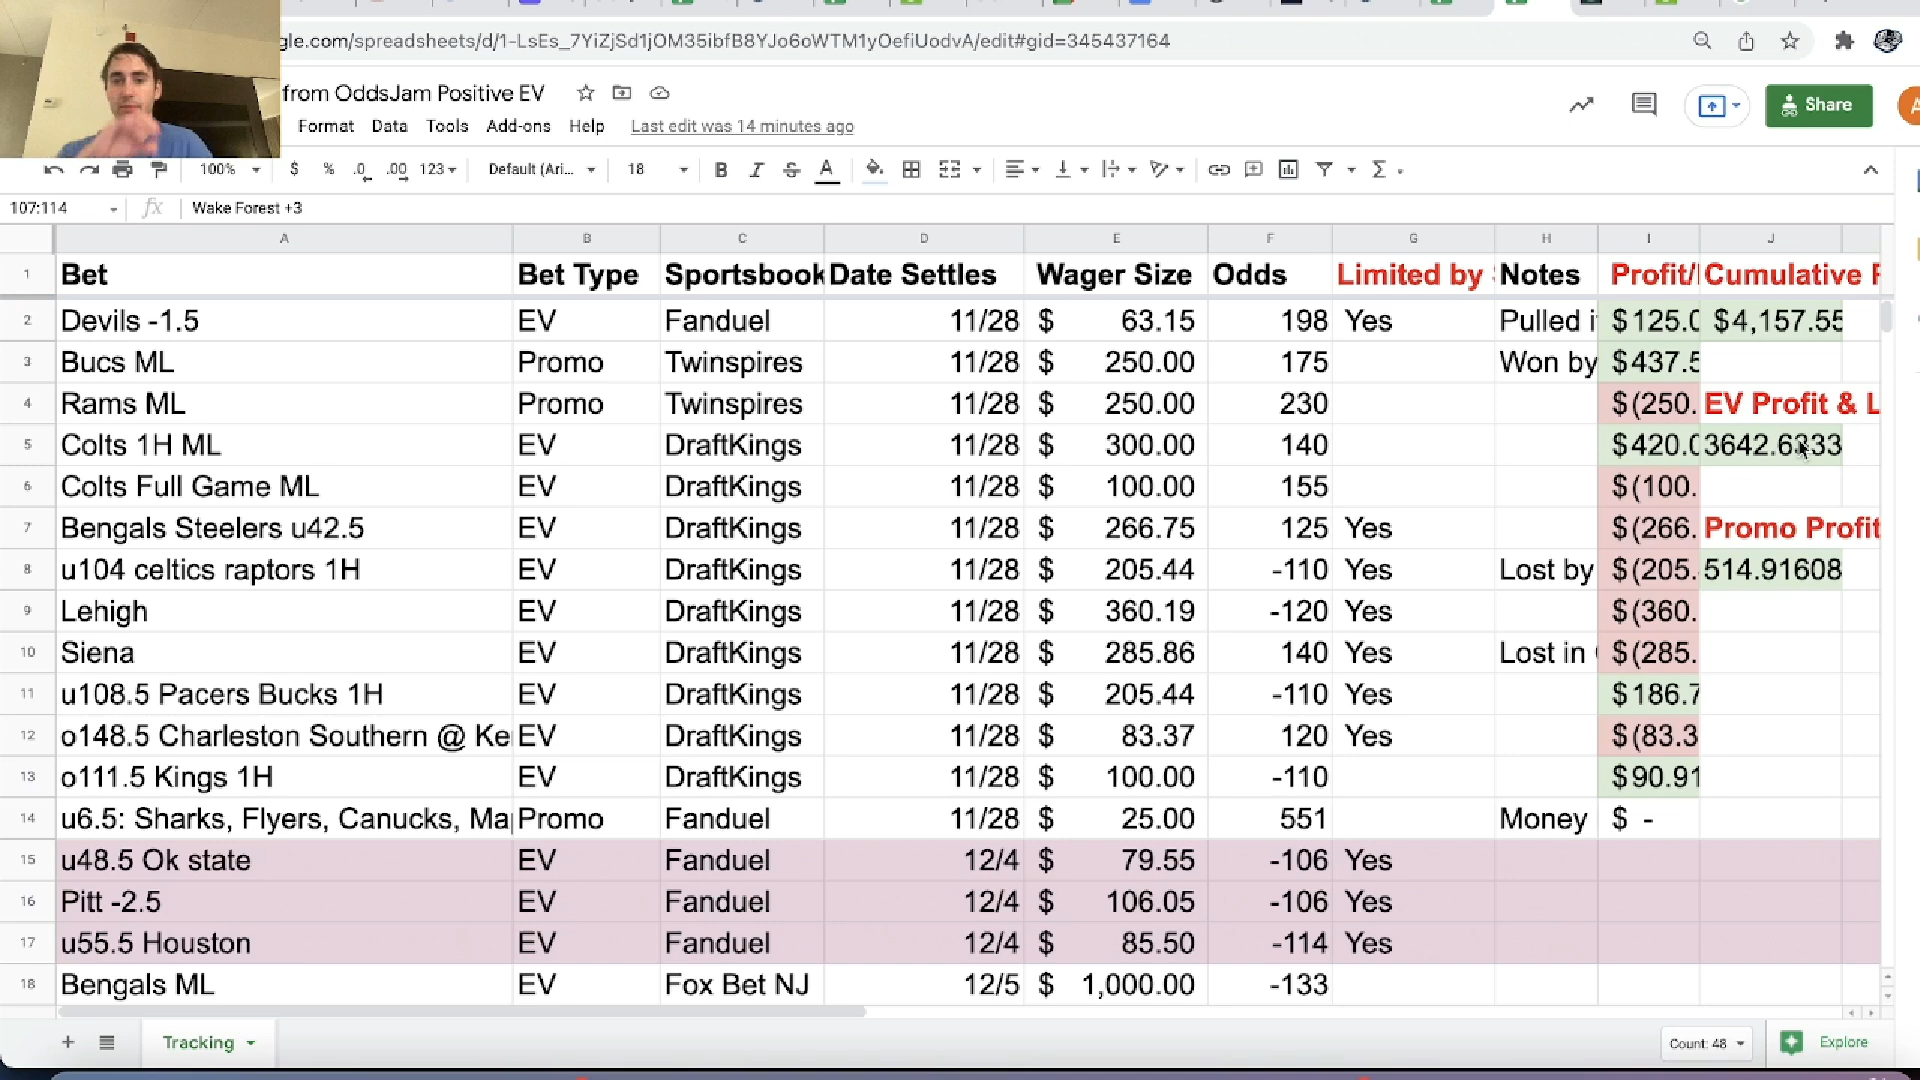 gle.com/spreadsheets/d/1-LsEs_7YiZjSd1jOM35ibfB8YJo6oWTM1yOefiUodvA/edit#gid=345437164
from OddsJam Positive EV
Share
Format Data Tools Add-ons Help Last edit was 14 minutes ago
100% $ % .0 .00 123 Default (Ari... 18 B I S A
107:114 fx Wake Forest +3
A B C D E F G H I J
1 Bet Bet Type Sportsbook Date Settles Wager Size Odds Limited by Notes Profit/ Cumulative
2 Devils -1.5 EV Fanduel 11/28 $ 63.15 198 Yes Pulled $125.0 $4,157.55
3 Bucs ML Promo Twinspires 11/28 $ 250.00 175 Won by $437.5
4 Rams ML Promo Twinspires 11/28 $ 250.00 230 $(250. EV Profit & L
5 Colts 1H ML EV DraftKings 11/28 $ 300.00 140 $420.0 3642.6333
6 Colts Full Game ML EV DraftKings 11/28 $ 100.00 155 $(100.
7 Bengals Steelers u42.5 EV DraftKings 11/28 $ 266.75 125 Yes $(266. Promo Profit
8 u104 celtics raptors 1H EV DraftKings 11/28 $ 205.44 -110 Yes Lost by $(205. 514.91608
9 Lehigh EV DraftKings 11/28 $ 360.19 -120 Yes $(360.
10 Siena EV DraftKings 11/28 $ 285.86 140 Yes Lost in $(285.
11 u108.5 Pacers Bucks 1H EV DraftKings 11/28 $ 205.44 -110 Yes $186.7
12 o148.5 Charleston Southern @ Ke EV DraftKings 11/28 $ 83.37 120 Yes $(83.3
13 o111.5 Kings 1H EV DraftKings 11/28 $ 100.00 -110 $90.91
14 u6.5: Sharks, Flyers, Canucks, Ma Promo Fanduel 11/28 $ 25.00 551 Money $ -
15 u48.5 Ok state EV Fanduel 12/4 $ 79.55 -106 Yes
16 Pitt -2.5 EV Fanduel 12/4 $ 106.05 -106 Yes
17 u55.5 Houston EV Fanduel 12/4 $ 85.50 -114 Yes
18 Bengals ML EV Fox Bet NJ 12/5 $ 1,000.00 -133
Tracking Count: 48 Explore